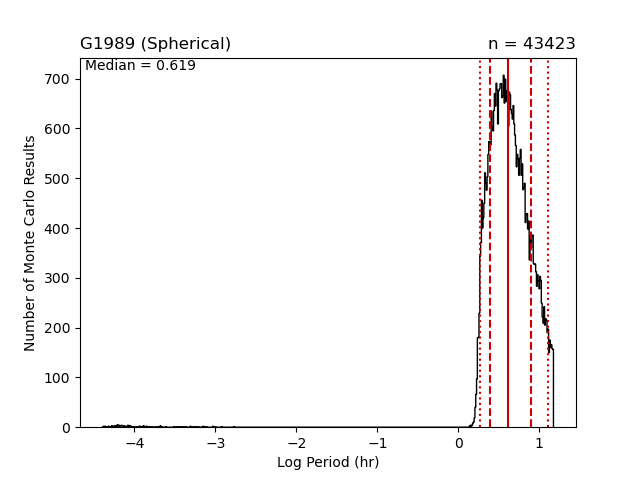 G1989 (Spherical)
n = 43423
Median = 0.619
700
600
500
400
300
200
100
0
Number of Monte Carlo Results
−4 −3 −2 −1 0 1
Log Period (hr)